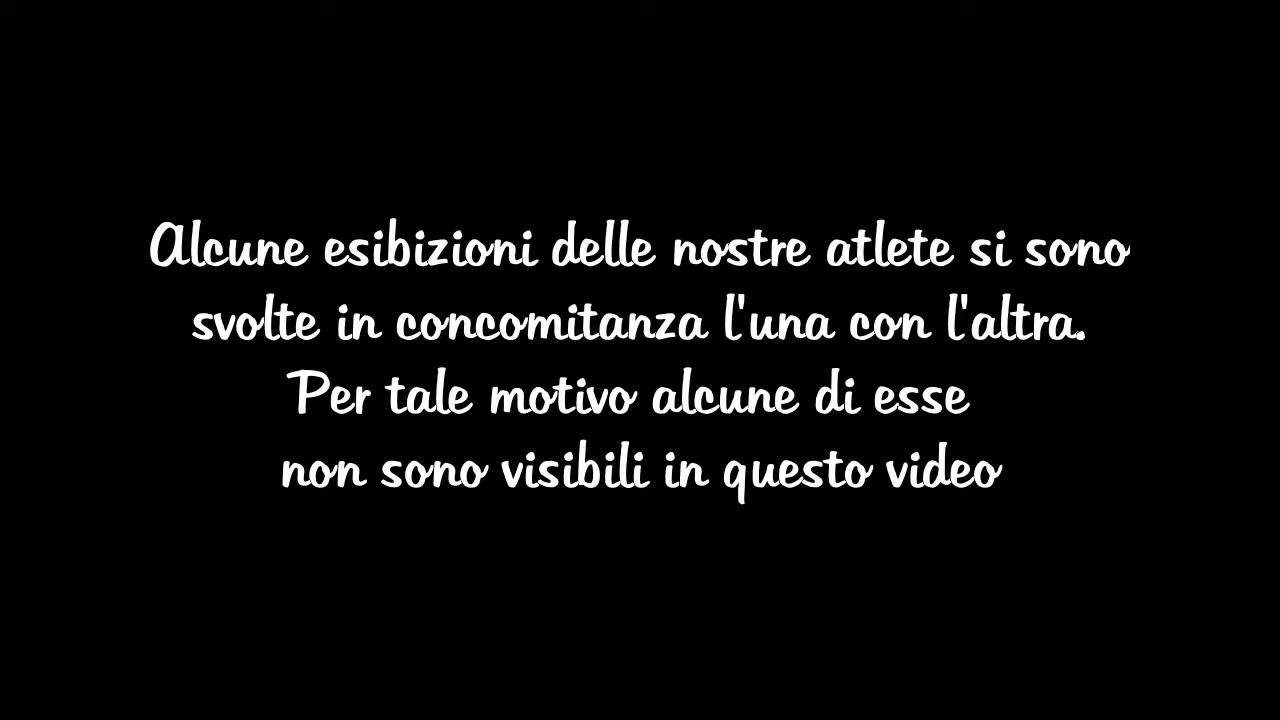 Alcune esibizioni delle nostre atlete si sono
svolte in concomitanza l'una con l'altra.
Per tale motivo alcune di esse
non sono visibili in questo video